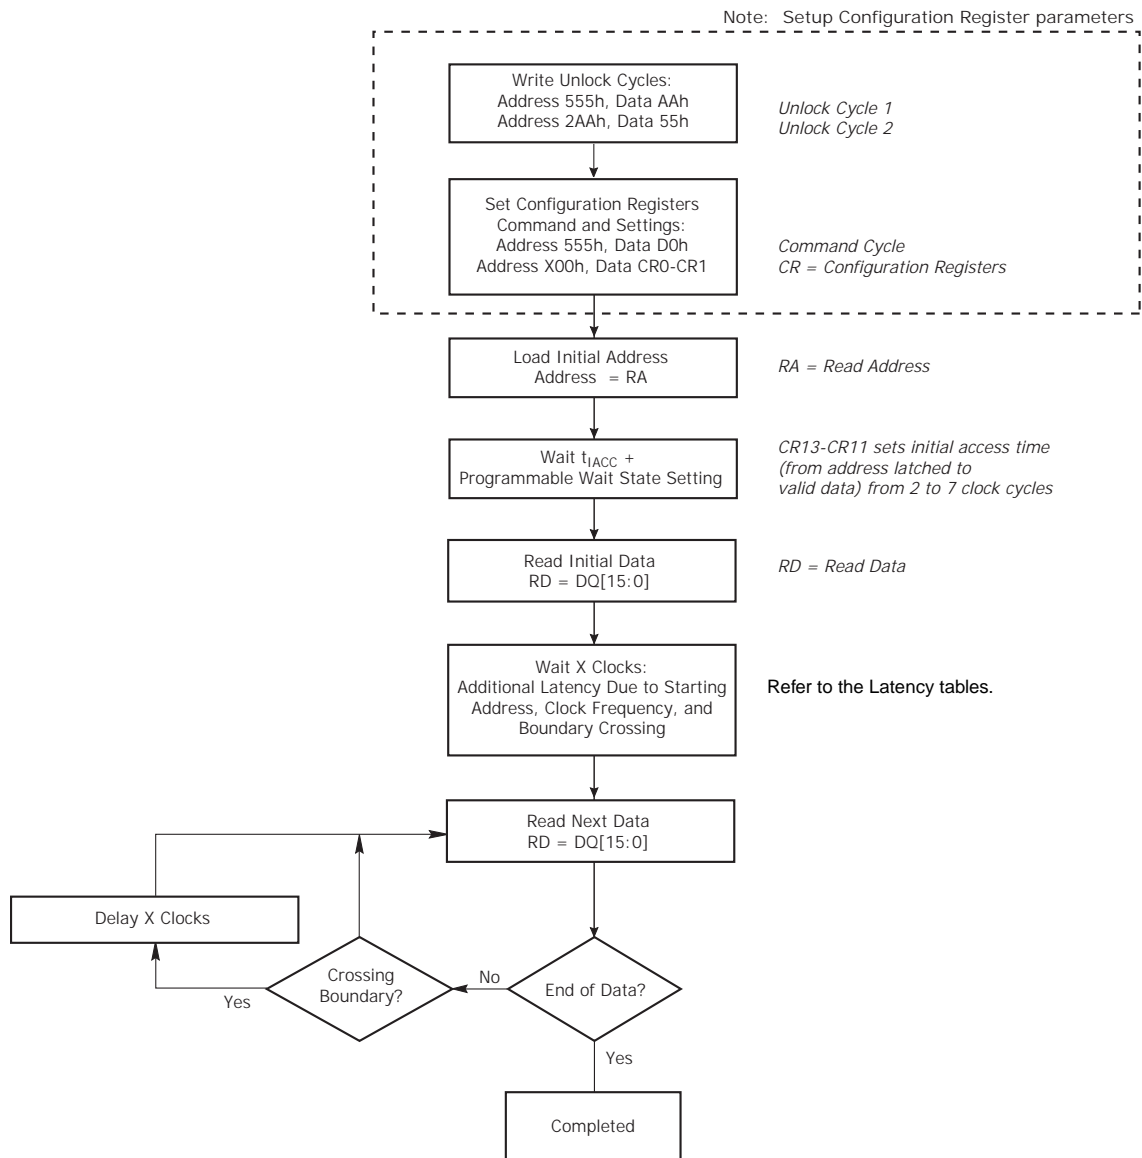 Note: Setup Configuration Register parameters
Write Unlock Cycles:
Address 555h, Data AAh
Address 2AAh, Data 55h
Unlock Cycle 1
Unlock Cycle 2
Set Configuration Registers
Command and Settings:
Address 555h, Data D0h
Address X00h, Data CR0-CR1
Command Cycle
CR = Configuration Registers
Load Initial Address
Address = RA
RA = Read Address
Wait tIACC +
Programmable Wait State Setting
CR13-CR11 sets initial access time
(from address latched to
valid data) from 2 to 7 clock cycles
Read Initial Data
RD = DQ[15:0]
RD = Read Data
Wait X Clocks:
Additional Latency Due to Starting
Address, Clock Frequency, and
Boundary Crossing
Refer to the Latency tables.
Read Next Data
RD = DQ[15:0]
Delay X Clocks
Crossing
Boundary?
Yes
No
End of Data?
Yes
Completed